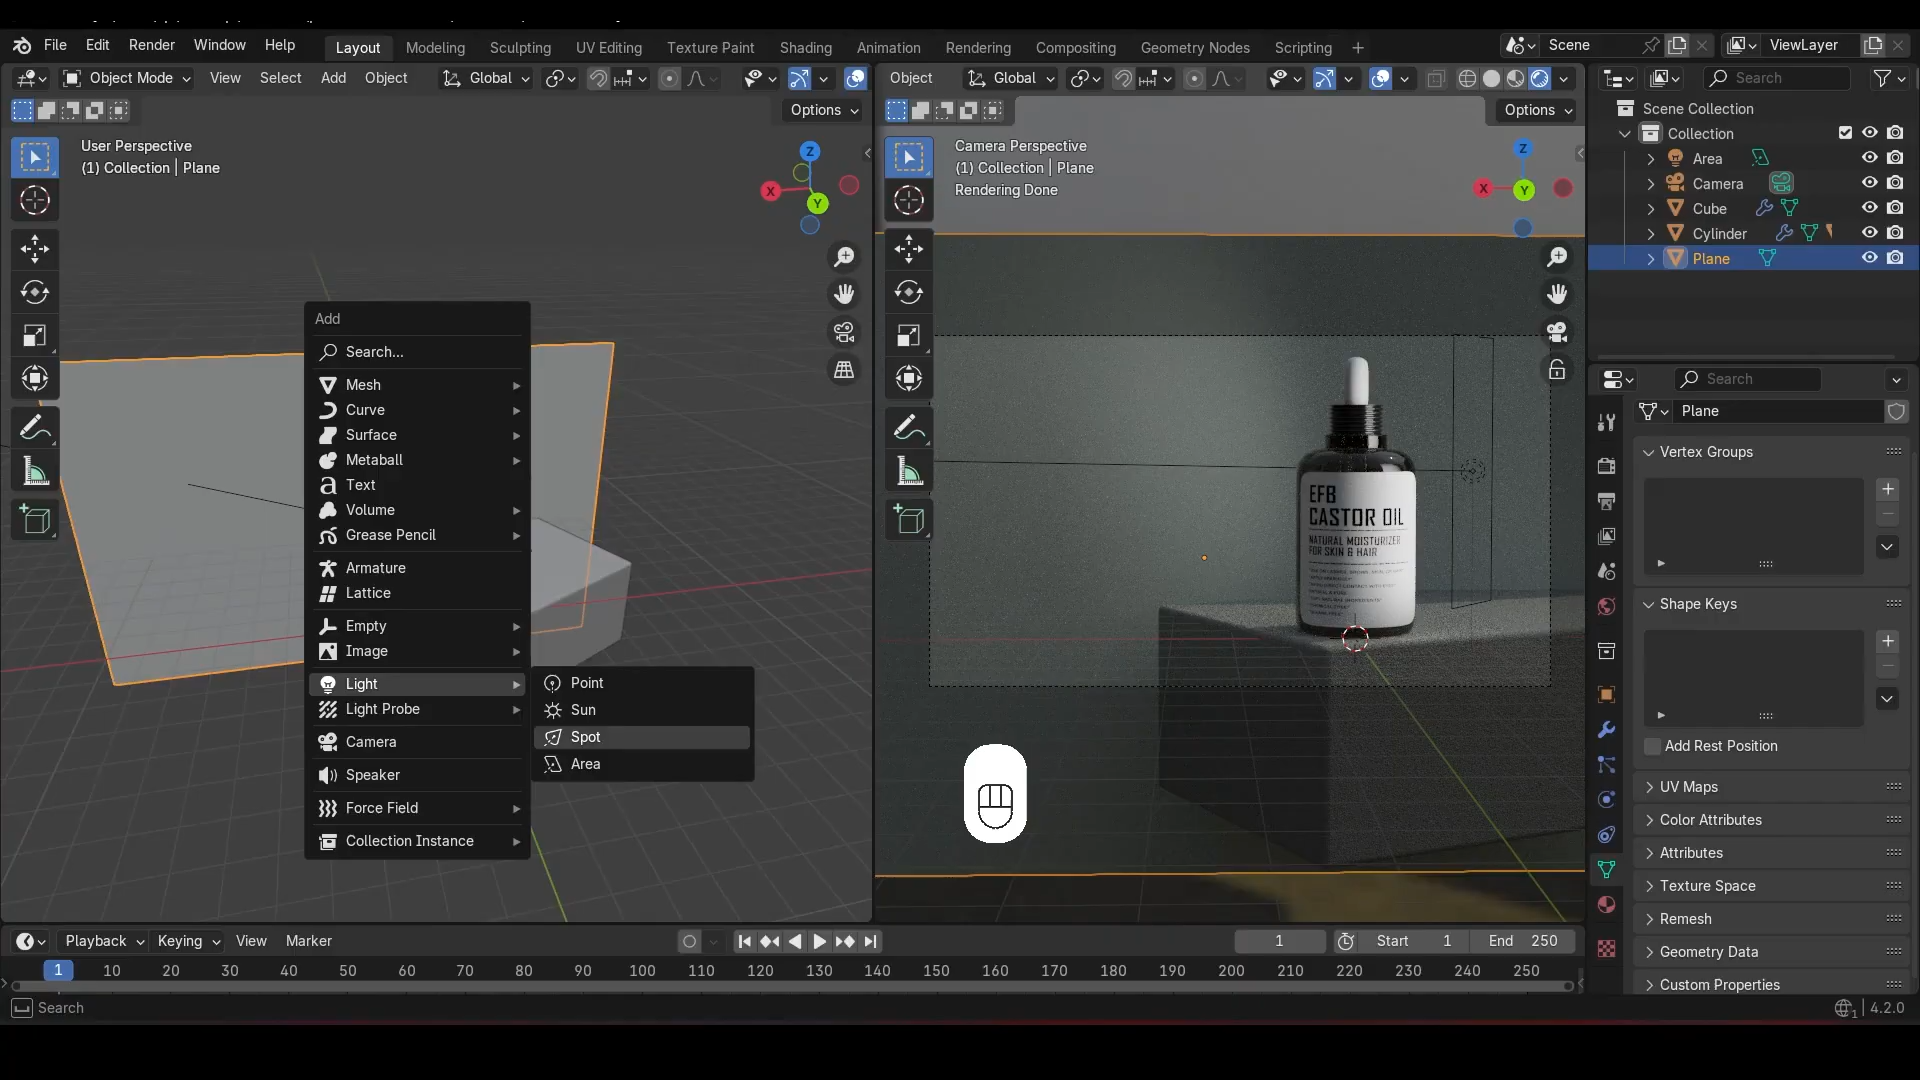 File Edit Render Window Help Layout Modeling Sculpting UV Editing Texture Paint Shading Animation Rendering Compositing Geometry Nodes Scripting + Scene ViewLayer
Object Mode View Select Add Object Global
Options
User Perspective
(1) Collection | Plane
Z
X
Y
Add
Search...
Mesh
Curve
Surface
Metaball
Text
Volume
Grease Pencil
Armature
Lattice
Empty
Image
Light
Light Probe
Camera
Speaker
Force Field
Collection Instance
Point
Sun
Spot
Area
Object Global
Options
Camera Perspective
(1) Collection | Plane
Rendering Done
Z
X
Y
EFB
CASTOR OIL
NATURAL MOISTURIZER
FOR SKIN & HAIR
Search
Scene Collection
Collection
Area
Camera
Cube
Cylinder
Plane
Search
Plane
Vertex Groups
Shape Keys
Add Rest Position
UV Maps
Color Attributes
Attributes
Texture Space
Remesh
Geometry Data
Custom Properties
Playback Keying View Marker 1 Start 1 End 250
1 10 20 30 40 50 60 70 80 90 100 110 120 130 140 150 160 170 180 190 200 210 220 230 240 250
Search
4.2.0